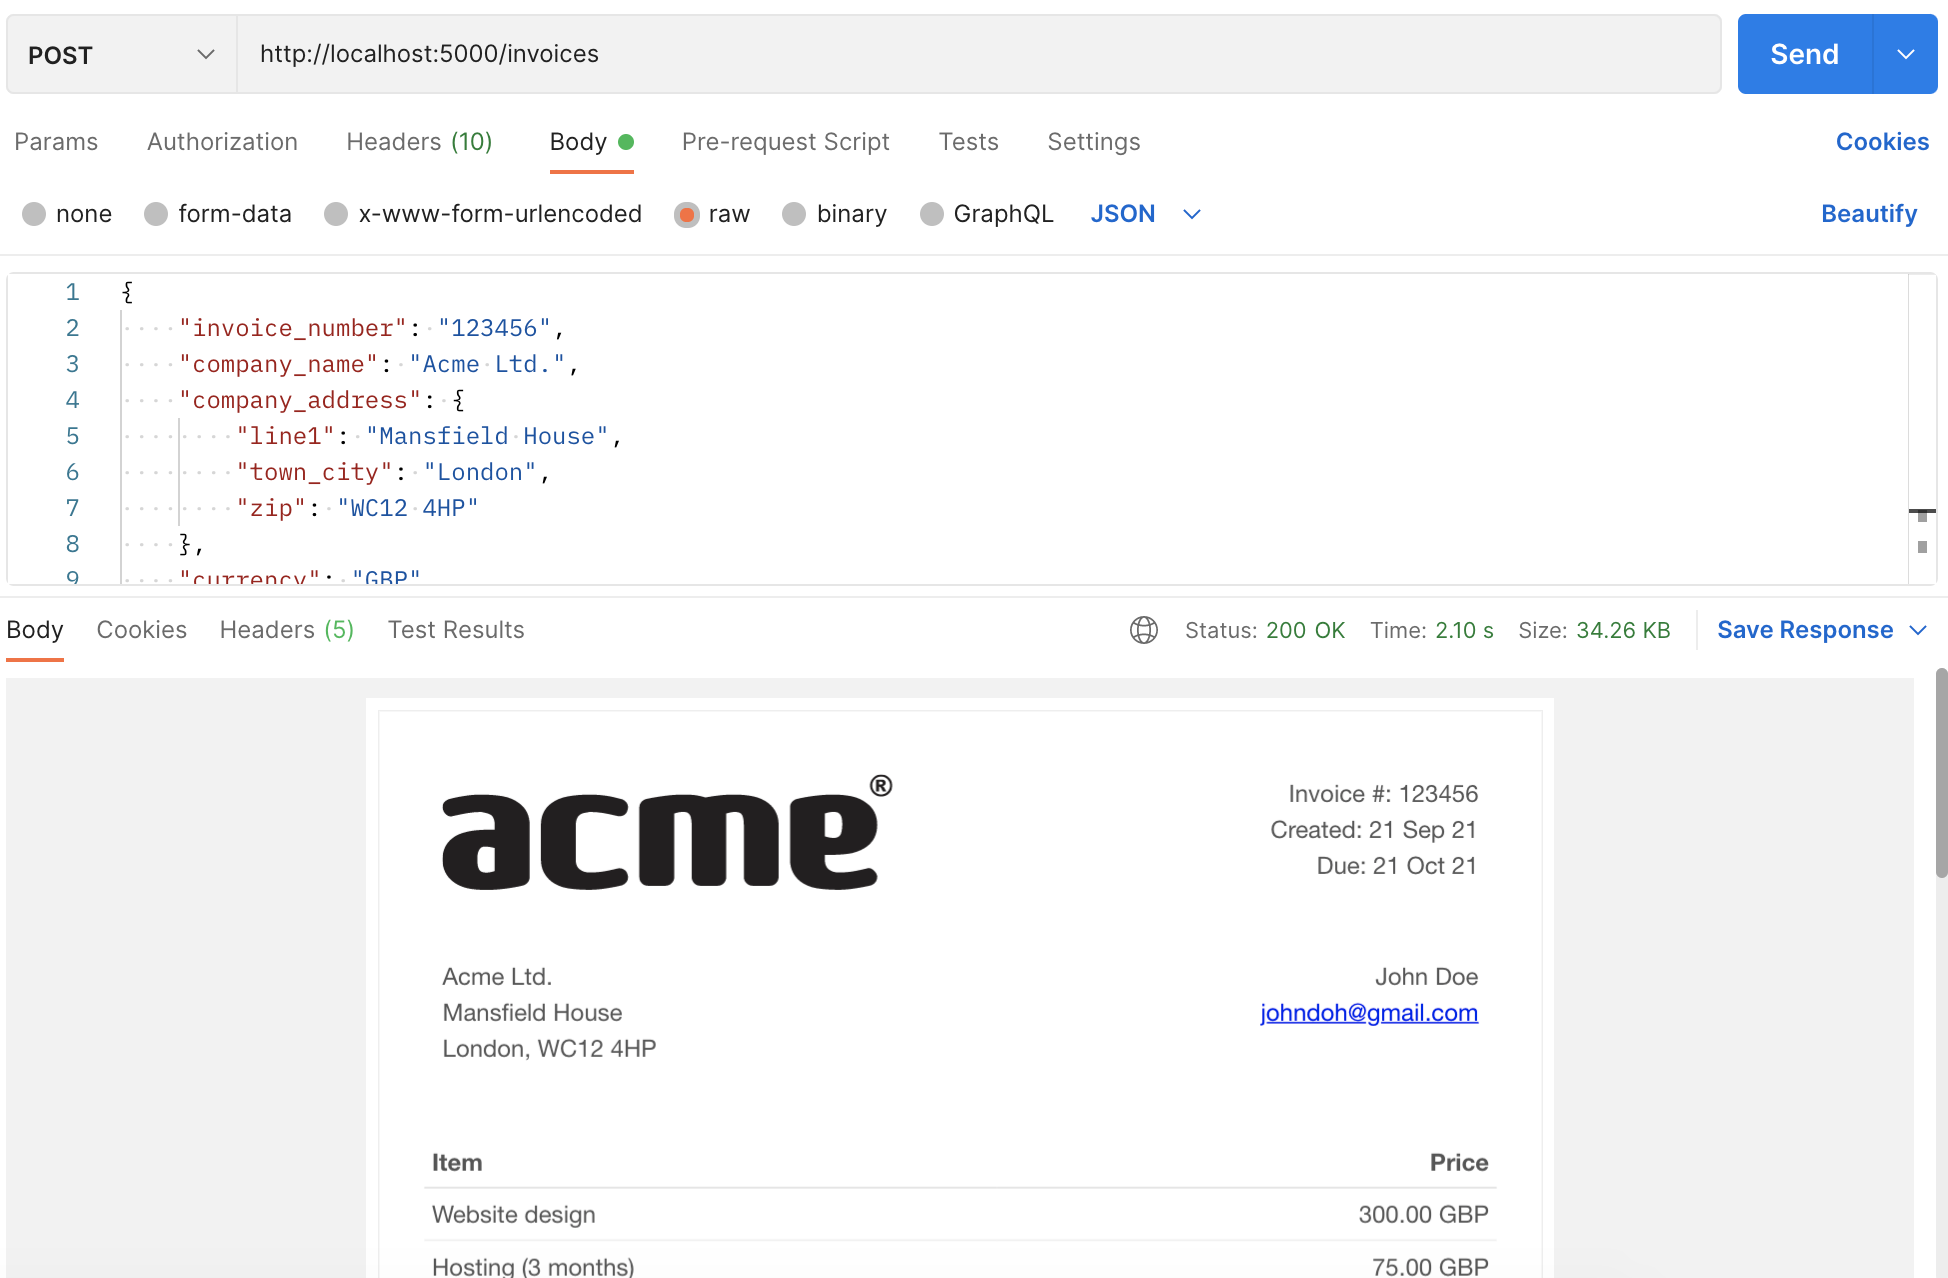 POST http://localhost:5000/invoices Send
Params Authorization Headers (10) Body Pre-request Script Tests Settings Cookies
none form-data x-www-form-urlencoded raw binary GraphQL JSON Beautify
1 {
2 "invoice_number": "123456",
3 "company_name": "Acme Ltd.",
4 "company_address": {
5 "line1": "Mansfield House",
6 "town_city": "London",
7 "zip": "WC12 4HP"
8 },
9 "currency": "GBP"
Body Cookies Headers (5) Test Results Status: 200 OK Time: 2.10 s Size: 34.26 KB Save Response
acme®
Invoice #: 123456
Created: 21 Sep 21
Due: 21 Oct 21
Acme Ltd. John Doe
Mansfield House johndoh@gmail.com
London, WC12 4HP
Item Price
Website design 300.00 GBP
Hosting (3 months) 75.00 GBP